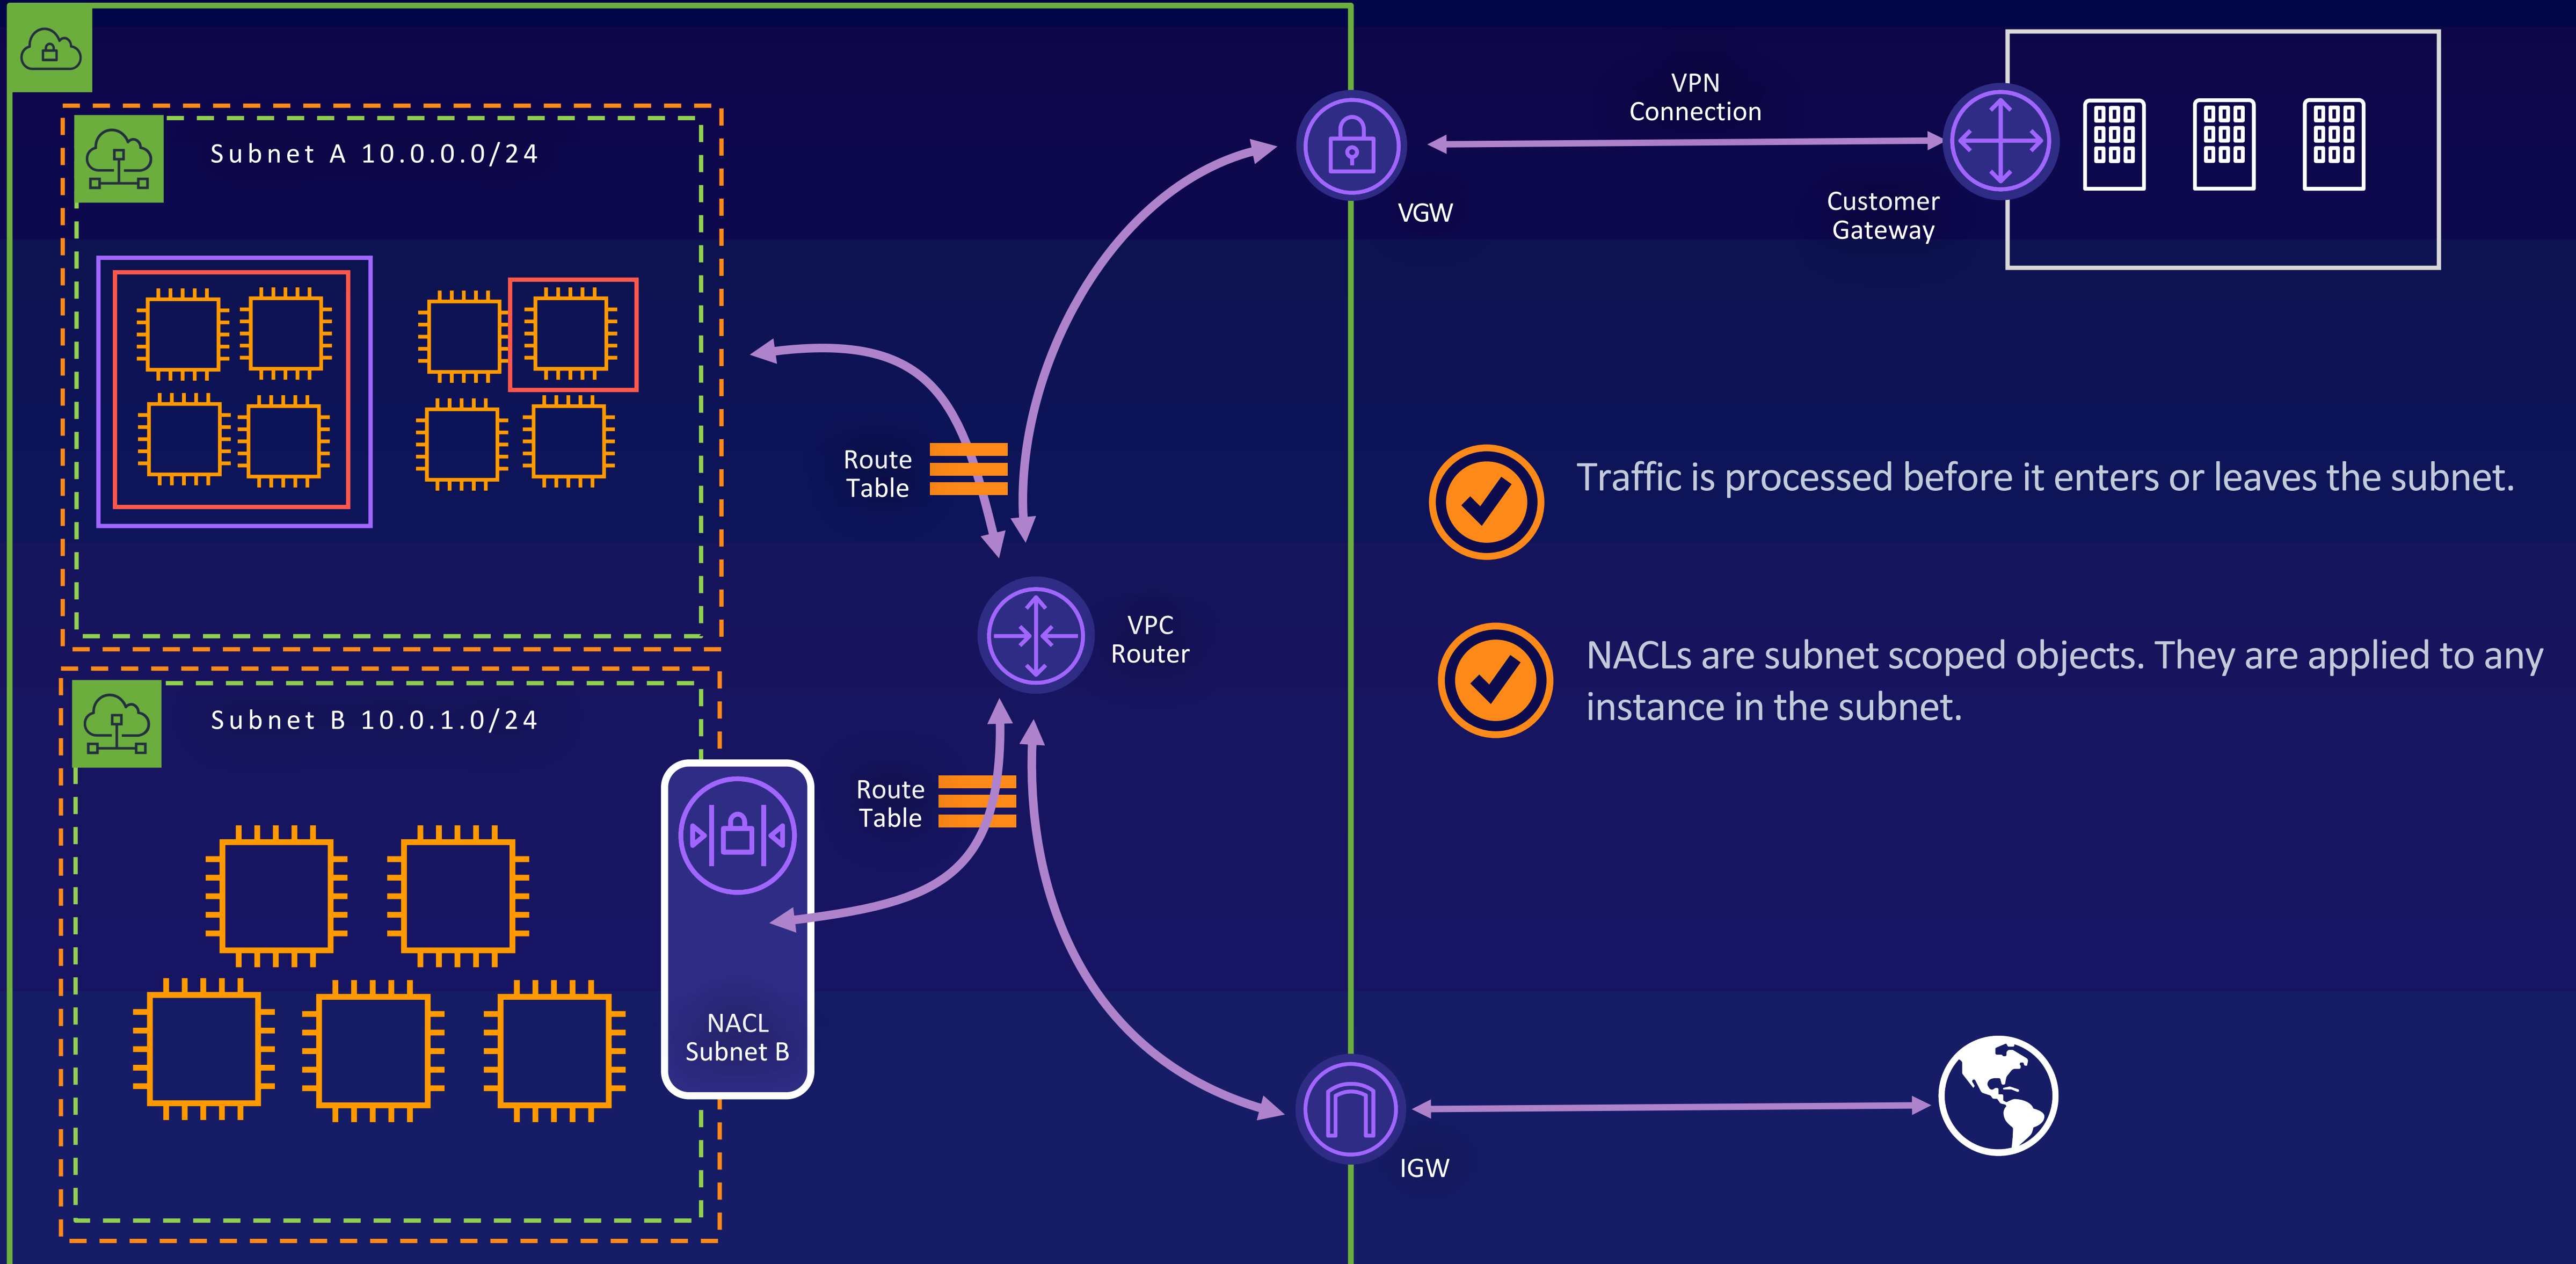 Subnet A 10.0.0.0/24
VPN
Connection
VGW
Customer
Gateway
Route
Table
Traffic is processed before it enters or leaves the subnet.
VPC
Router
NACLs are subnet scoped objects. They are applied to any
instance in the subnet.
Subnet B 10.0.1.0/24
Route
Table
NACL
Subnet B
IGW